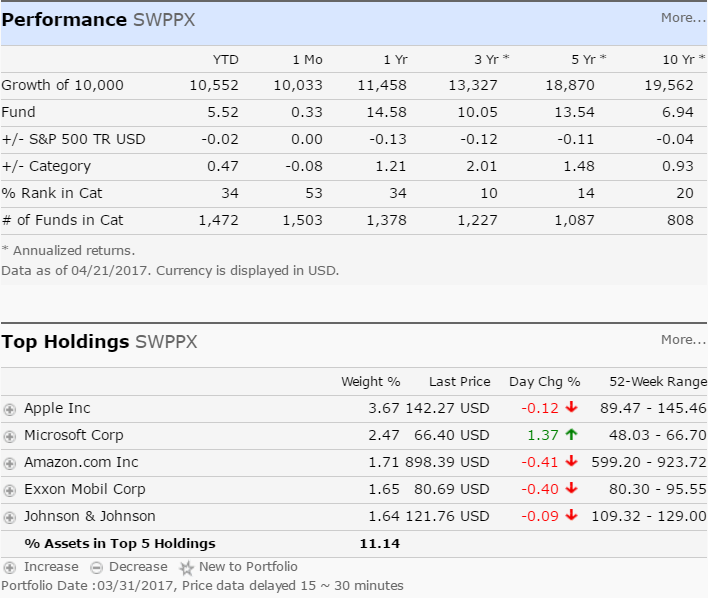 Performance SWPPX More...
YTD 1 Mo 1 Yr 3 Yr * 5 Yr * 10 Yr *
Growth of 10,000 10,552 10,033 11,458 13,327 18,870 19,562
Fund 5.52 0.33 14.58 10.05 13.54 6.94
+/- S&P 500 TR USD -0.02 0.00 -0.13 -0.12 -0.11 -0.04
+/- Category 0.47 -0.08 1.21 2.01 1.48 0.93
% Rank in Cat 34 53 34 10 14 20
# of Funds in Cat 1,472 1,503 1,378 1,227 1,087 808
* Annualized returns.
Data as of 04/21/2017. Currency is displayed in USD.
Top Holdings SWPPX More...
Weight % Last Price Day Chg % 52-Week Range
Apple Inc 3.67 142.27 USD -0.12 89.47 - 145.46
Microsoft Corp 2.47 66.40 USD 1.37 48.03 - 66.70
Amazon.com Inc 1.71 898.39 USD -0.41 599.20 - 923.72
Exxon Mobil Corp 1.65 80.69 USD -0.40 80.30 - 95.55
Johnson & Johnson 1.64 121.76 USD -0.09 109.32 - 129.00
% Assets in Top 5 Holdings 11.14
Increase Decrease New to Portfolio
Portfolio Date :03/31/2017, Price data delayed 15 ~ 30 minutes